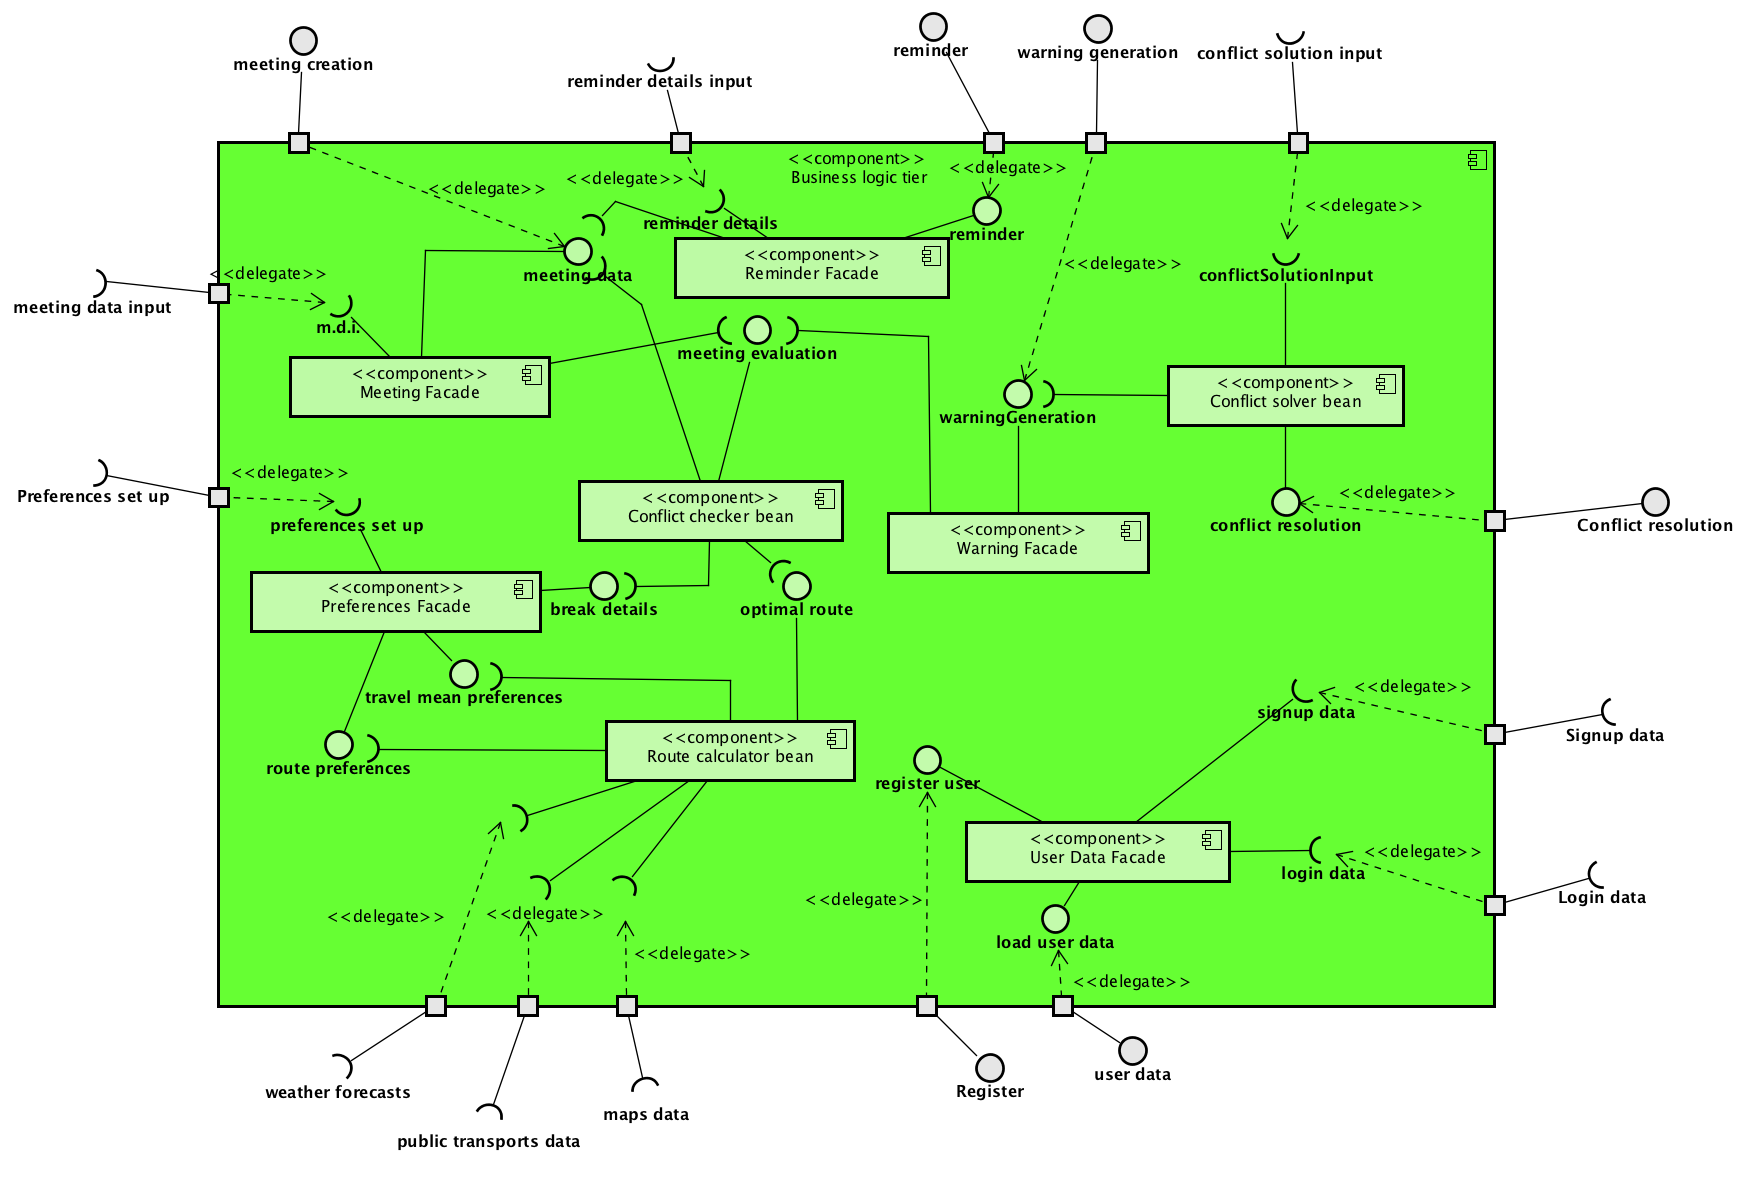 reminder
warning generation
conflict solution input
meeting creation
reminder details input
<<component>>
Business logic tier
<<delegate>>
<<delegate>>
<<delegate>>
<<delegate>>
reminder details
reminder
<<component>>
Reminder Facade
meeting data
<<delegate>>
<<delegate>>
conflictSolutionInput
meeting data input
m.d.i.
meeting evaluation
<<component>>
Meeting Facade
<<component>>
Conflict solver bean
warningGeneration
<<delegate>>
Preferences set up
preferences set up
<<component>>
Conflict checker bean
<<component>>
Warning Facade
<<delegate>>
conflict resolution
Conflict resolution
<<component>>
Preferences Facade
break details
optimal route
travel mean preferences
<<delegate>>
signup data
Signup data
route preferences
<<component>>
Route calculator bean
register user
<<component>>
User Data Facade
<<delegate>>
login data
Login data
<<delegate>>
<<delegate>>
<<delegate>>
<<delegate>>
load user data
<<delegate>>
weather forecasts
public transports data
maps data
Register
user data